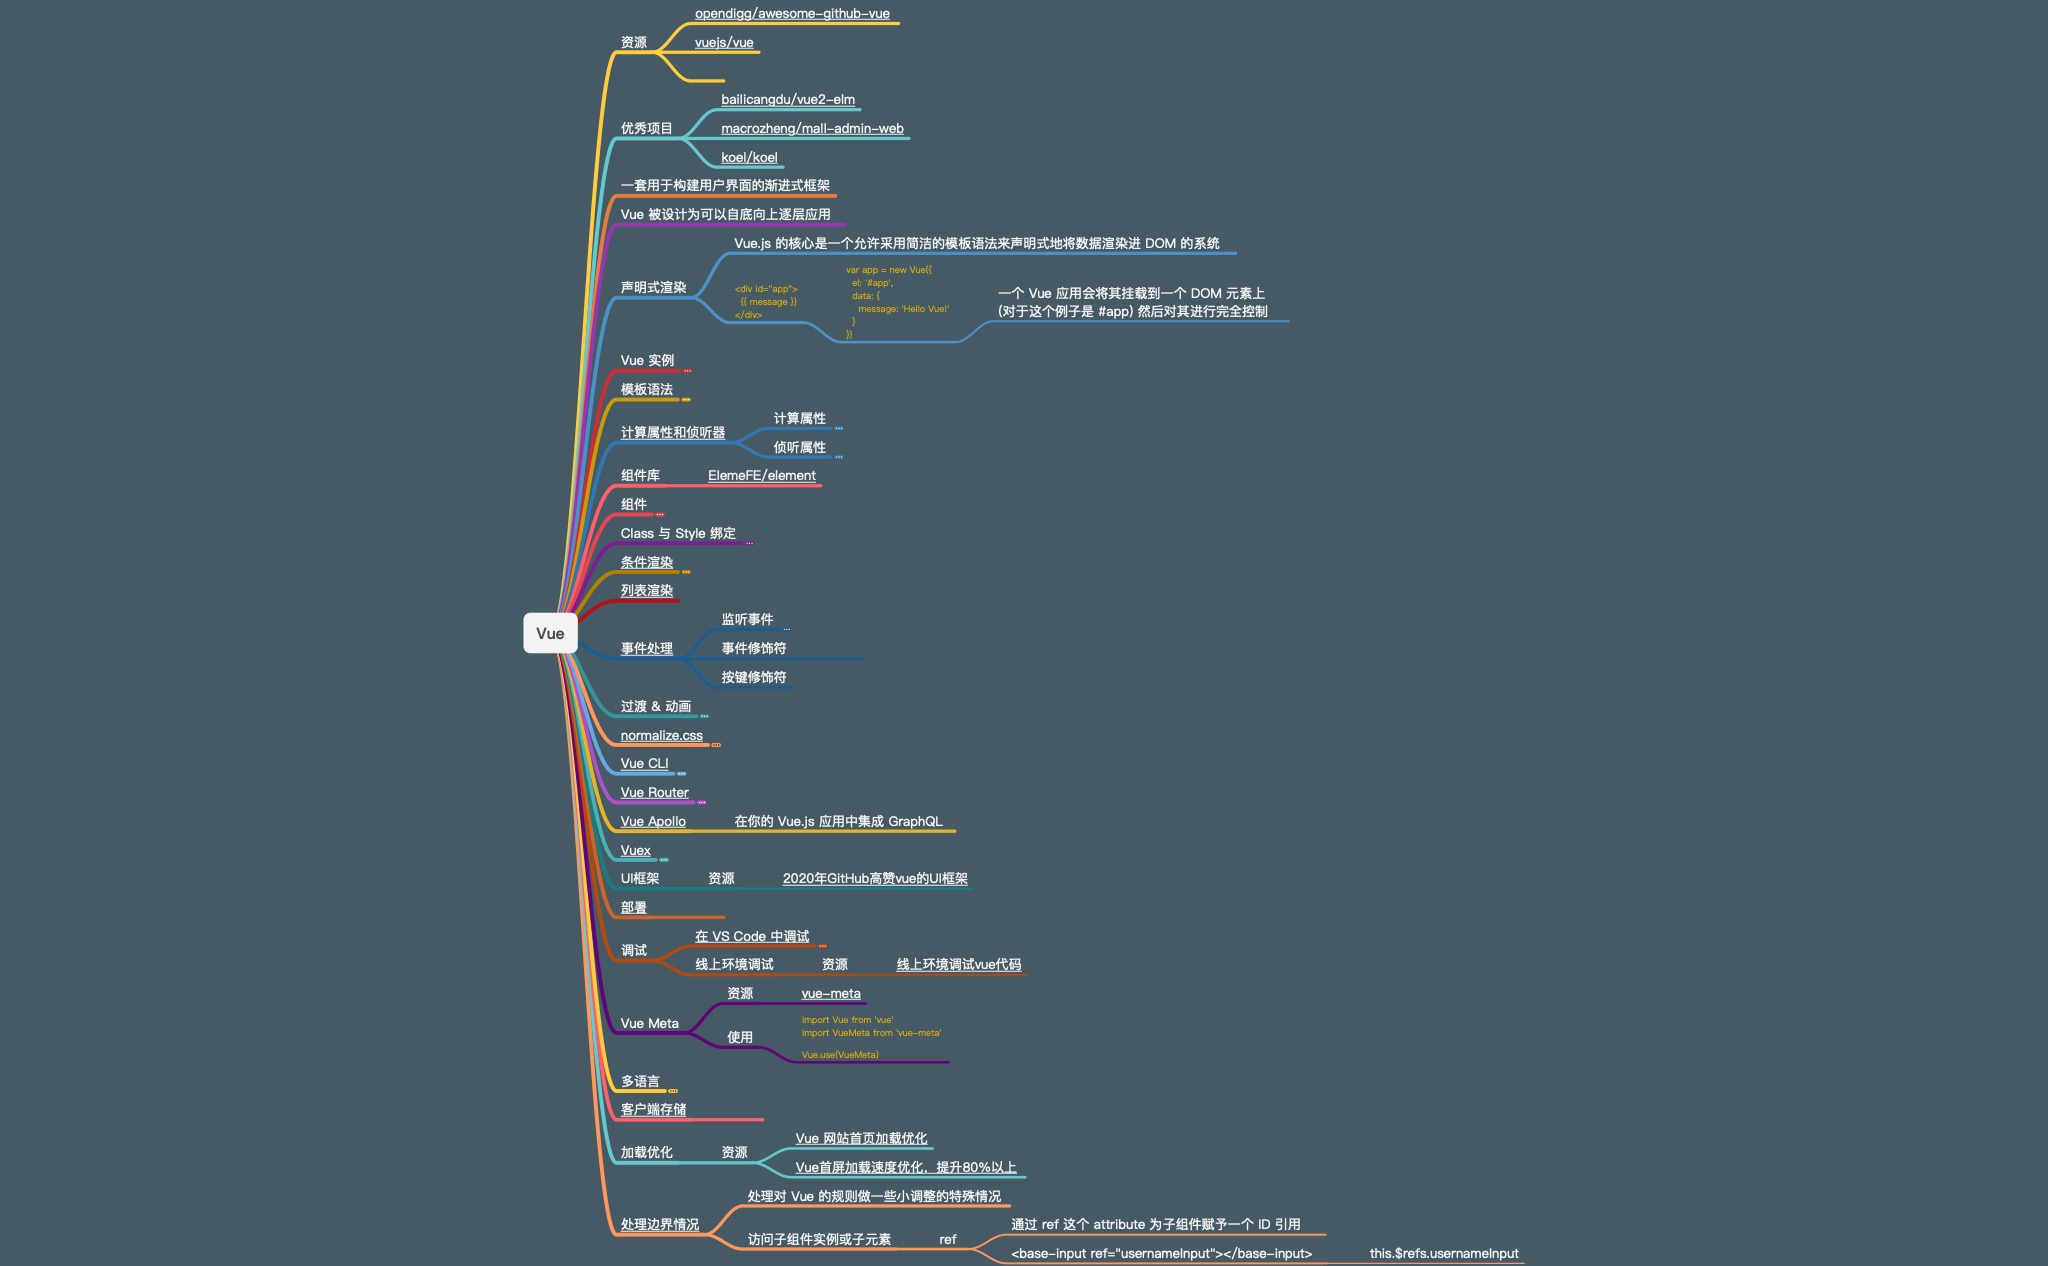 opendigg/awesome-github-vue
资源
vuejs/vue
bailicangdu/vue2-elm
优秀项目
macrozheng/mall-admin-web
koel/koel
一套用于构建用户界面的渐进式框架
Vue 被设计为可以自底向上逐层应用
Vue.js 的核心是一个允许采用简洁的模板语法来声明式地将数据渲染进 DOM 的系统
声明式渲染
<div id="app">
{{ message }}
</div>
var app = new Vue({
el: '#app',
data: {
message: 'Hello Vue!'
}
})
一个 Vue 应用会将其挂载到一个 DOM 元素上
(对于这个例子是 #app) 然后对其进行完全控制
Vue 实例
模板语法
计算属性
计算属性和侦听器
侦听属性
组件库
ElemeFE/element
组件
Class 与 Style 绑定
条件渲染
列表渲染
Vue
监听事件
事件处理
事件修饰符
按键修饰符
过渡 & 动画
normalize.css
Vue CLI
Vue Router
Vue Apollo
在你的 Vue.js 应用中集成 GraphQL
Vuex
UI框架
资源
2020年GitHub高赞vue的UI框架
部署
在 VS Code 中调试
调试
线上环境调试
资源
线上环境调试vue代码
资源
vue-meta
Vue Meta
使用
import Vue from 'vue'
import VueMeta from 'vue-meta'
Vue.use(VueMeta)
多语言
客户端存储
Vue 网站首页加载优化
加载优化
资源
Vue首屏加载速度优化，提升80%以上
处理对 Vue 的规则做一些小调整的特殊情况
处理边界情况
访问子组件实例或子元素
ref
通过 ref 这个 attribute 为子组件赋予一个 ID 引用
<base-input ref="usernameInput"></base-input>
this.$refs.usernameInput